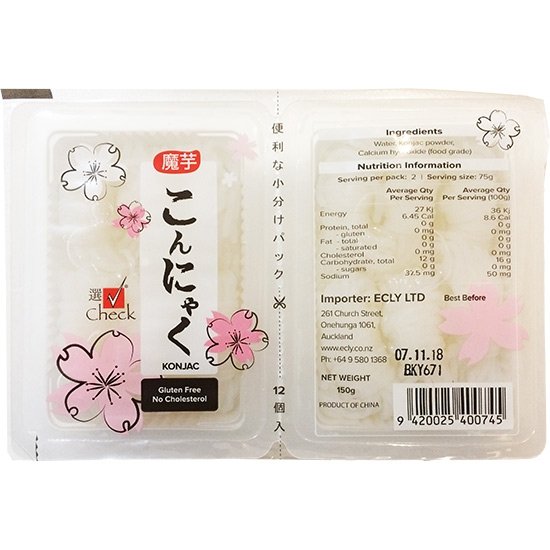 魔芋
こんにゃく
KONJAC
選 Check
Gluten Free
No Cholesterol
便利な小分けパック
12個入
Ingredients
Water, konjac powder,
Calcium hydroxide (food grade)
Nutrition Information
Serving per pack: 2 | Serving size: 75g
Average Qty Per Serving
Average Qty Per Serving (100g)
Energy 27 Kj 36 Kj
6.45 Cal 8.6 Cal
Protein, total 0 g 0 g
- gluten 0 mg 0 mg
Fat - total 0 g 0 g
- saturated 0 g 0 g
Cholesterol 0 mg 0 mg
Carbohydrate, total 12 g 16 g
- sugars 0 g 0 g
Sodium 37.5 mg 50 mg
Importer: ECLY LTD
261 Church Street,
Onehunga 1061,
Auckland
www.ecly.co.nz
Ph: +64 9 580 1368
NET WEIGHT
150g
PRODUCT OF CHINA
Best Before
07.11.18
BKY671
9 420025 400745